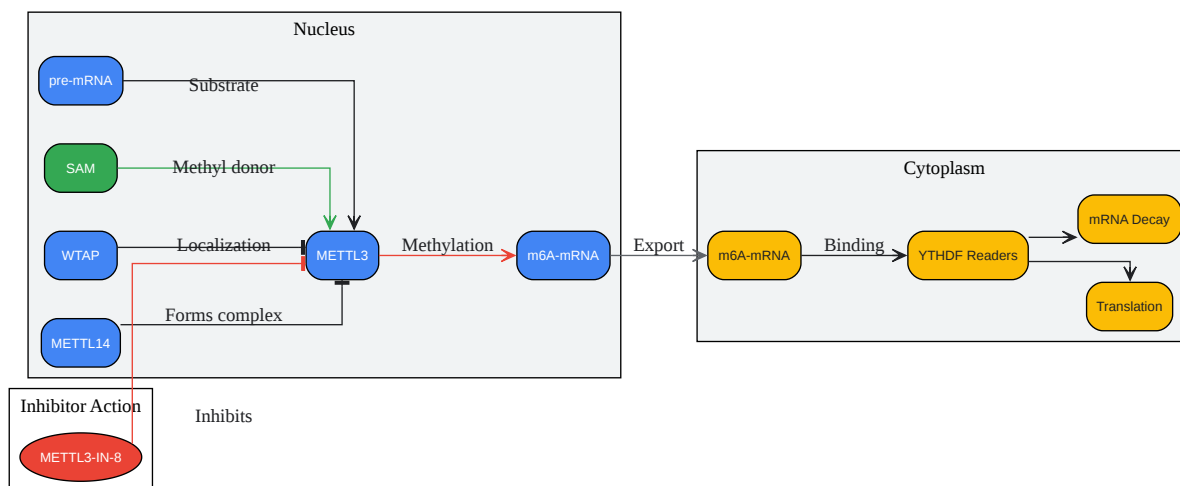 Nucleus
pre-mRNA
Substrate
SAM
Methyl donor
WTAP
Localization
METTL3
Methylation
m6A-mRNA
METTL14
Forms complex
Export
Cytoplasm
m6A-mRNA
Binding
YTHDF Readers
mRNA Decay
Translation
Inhibitor Action
Inhibits
METTL3-IN-8